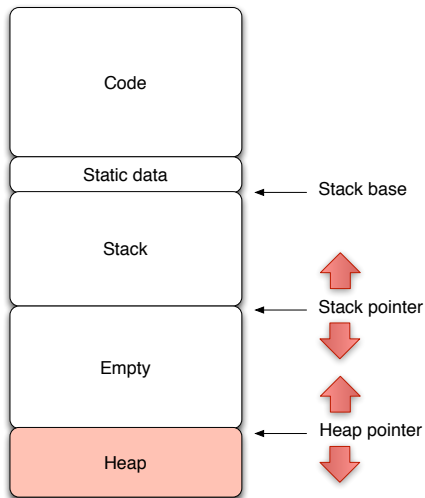 Code
Static data
Stack base
Stack
Stack pointer
Empty
Heap pointer
Heap